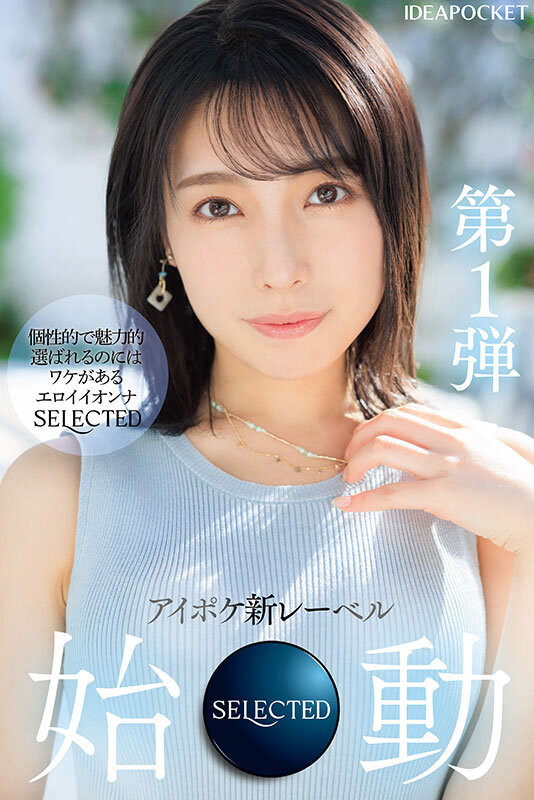 IDEAPOCKET
第1弾
個性的で魅力的
選ばれるのには
ワケがある
エロイイオンナ
SELECTED
アイポケ新レーベル
始動
SELECTED